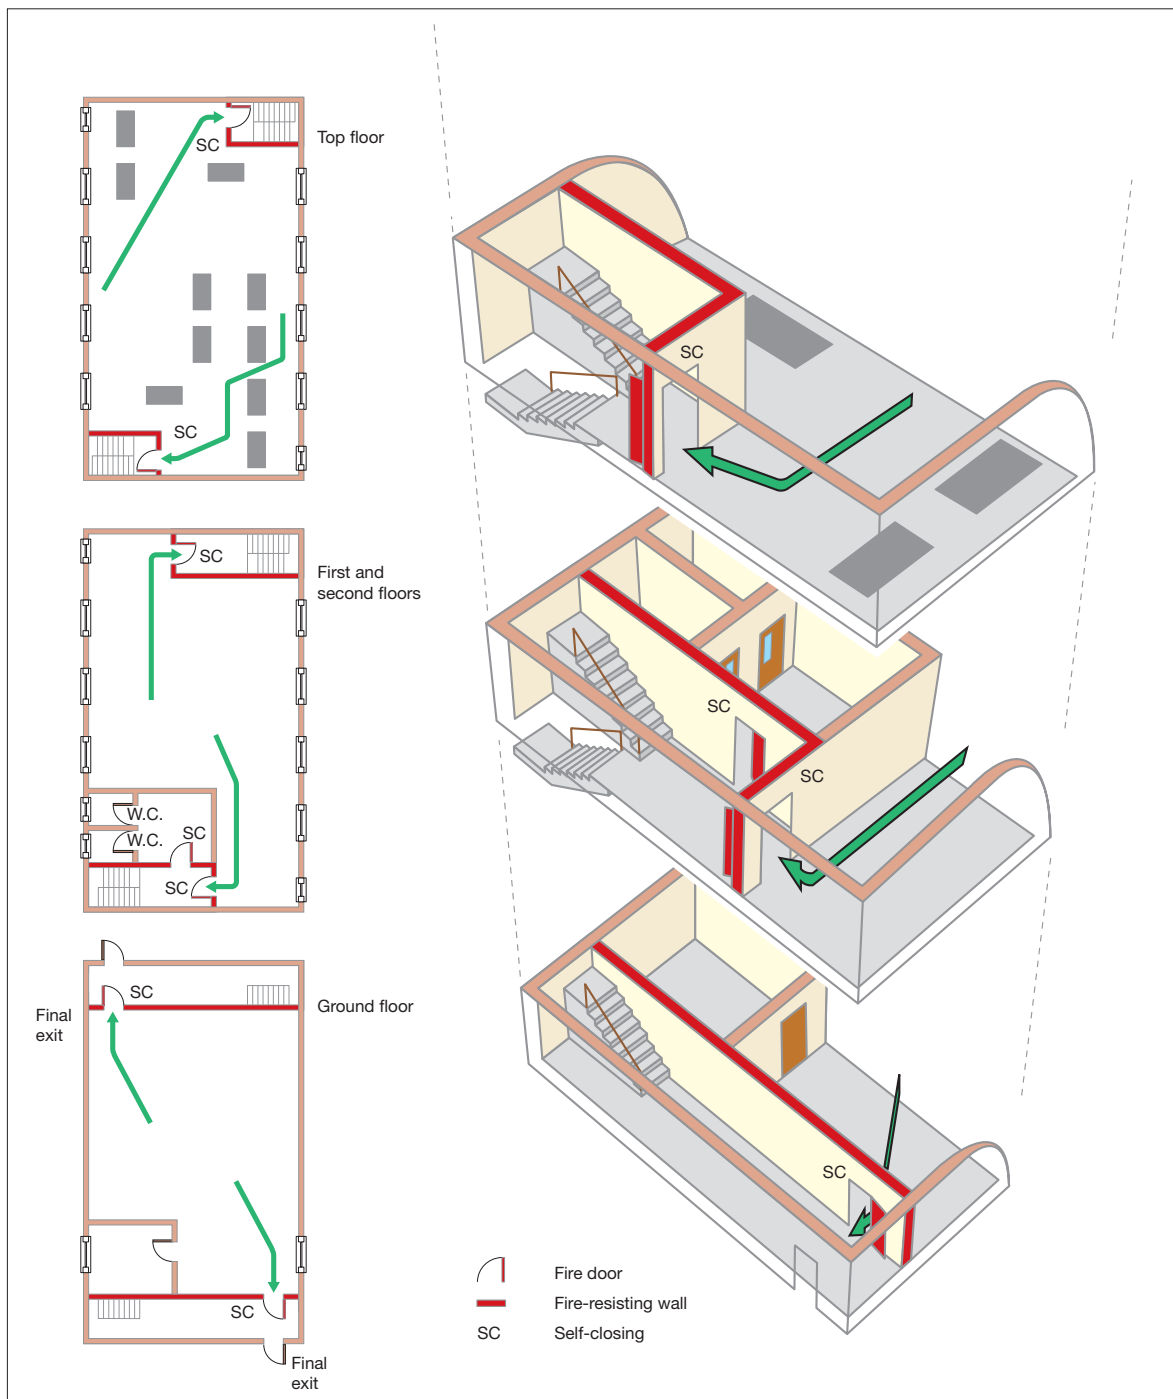 SC
Top floor
SC
SC
First and
second floors
W.C.
W.C.
SC
SC
SC
Final
exit
Ground floor
SC
Final
exit
SC
SC
SC
SC
Fire door
Fire-resisting wall
SC
Self-closing